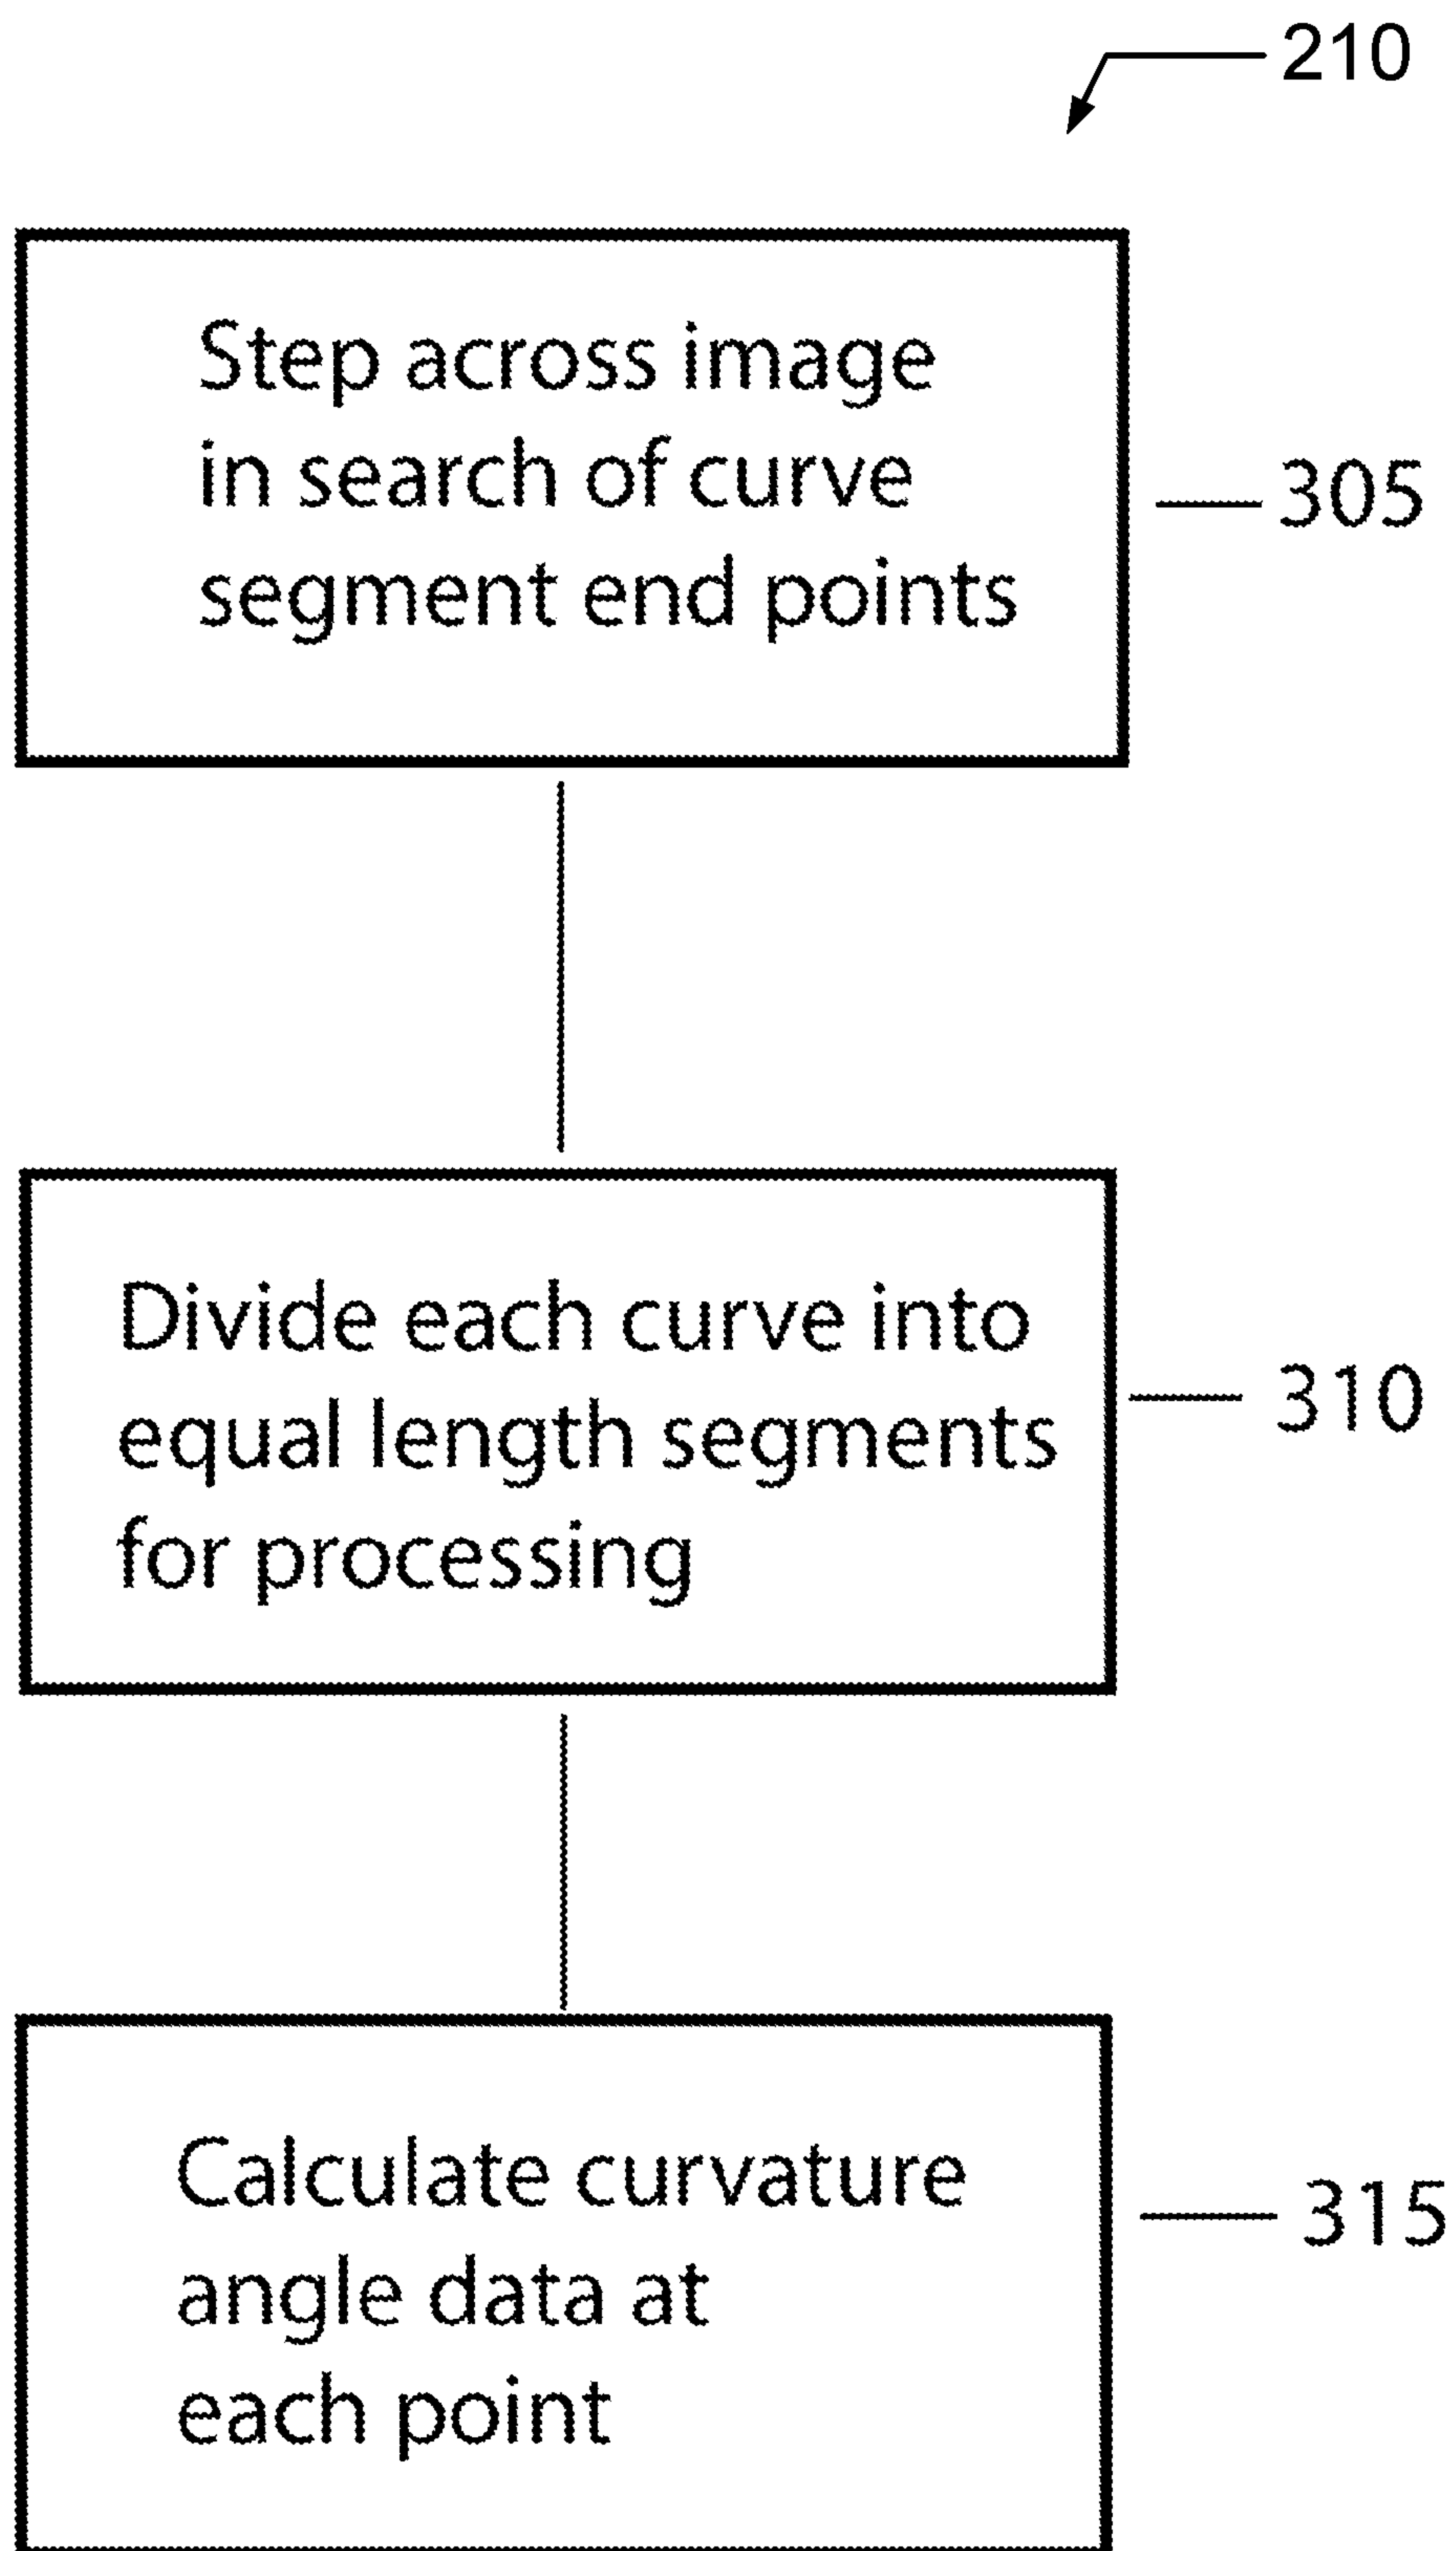 210
Step across image
in search of curve
segment end points
305
Divide each curve into
equal length segments
for processing
310
Calculate curvature
angle data at
each point
315